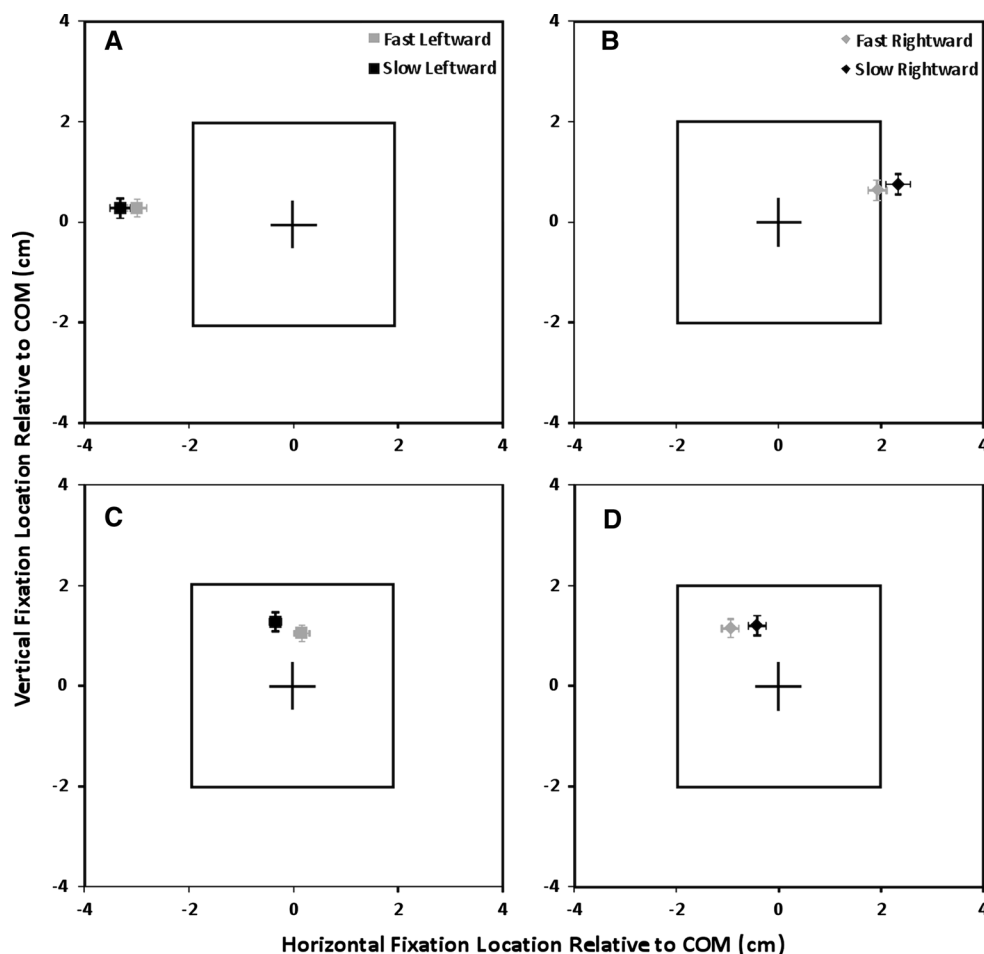 4
A
Fast Leftward
Slow Leftward
2
0
-2
-4
-4 -2 0 2 4
4
B
Fast Rightward
Slow Rightward
2
0
-2
-4
-4 -2 0 2 4
4
C
2
0
-2
-4
-4 -2 0 2 4
4
D
2
0
-2
-4
-4 -2 0 2 4
Vertical Fixation Location Relative to COM (cm)
Horizontal Fixation Location Relative to COM (cm)